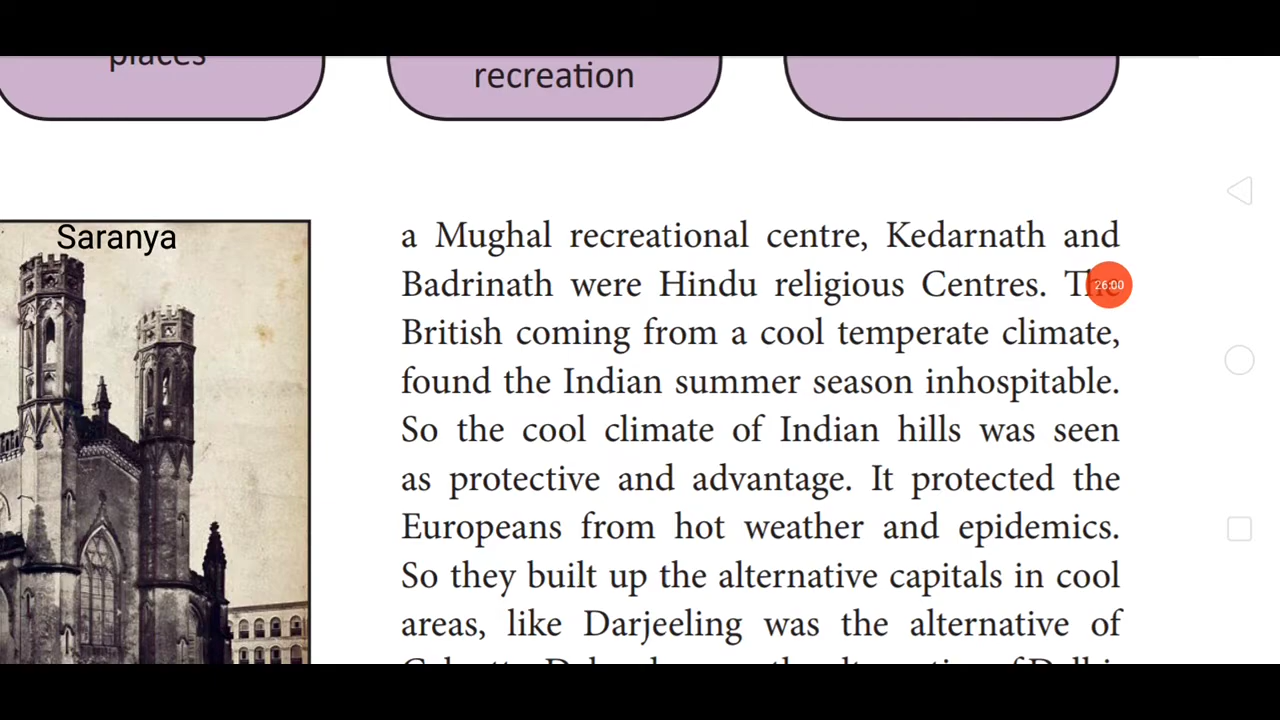 places
recreation
Saranya
a Mughal recreational centre, Kedarnath and
Badrinath were Hindu religious Centres. The
26:00
British coming from a cool temperate climate,
found the Indian summer season inhospitable.
So the cool climate of Indian hills was seen
as protective and advantage. It protected the
Europeans from hot weather and epidemics.
So they built up the alternative capitals in cool
areas, like Darjeeling was the alternative of